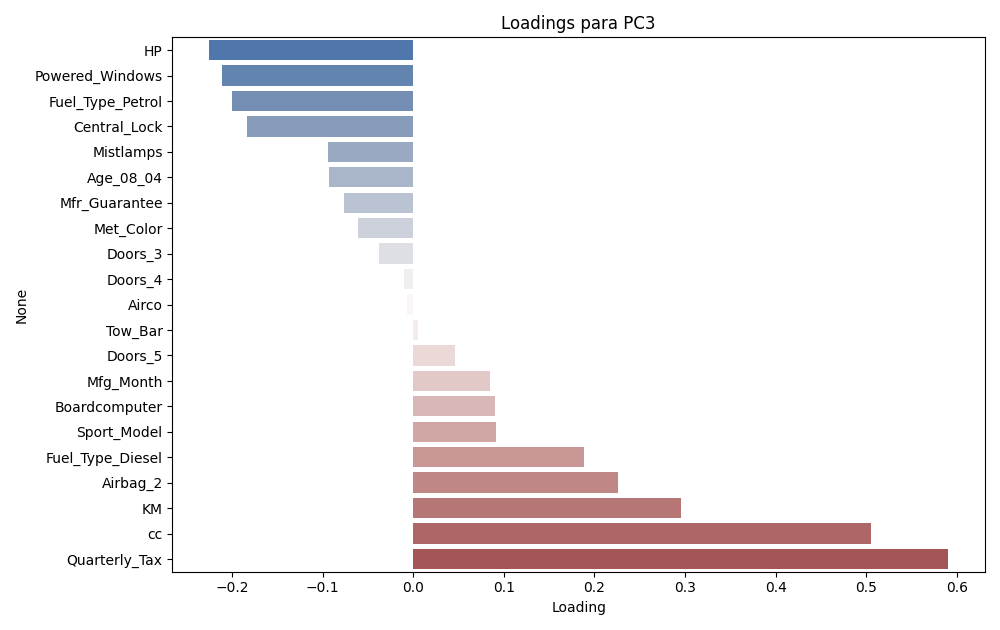 Loadings para PC3
HP
Powered_Windows
Fuel_Type_Petrol
Central_Lock
Mistlamps
Age_08_04
Mfr_Guarantee
Met_Color
Doors_3
Doors_4
Airco
Tow_Bar
Doors_5
Mfg_Month
Boardcomputer
Sport_Model
Fuel_Type_Diesel
Airbag_2
KM
cc
Quarterly_Tax
None
−0.2 −0.1 0.0 0.1 0.2 0.3 0.4 0.5 0.6
Loading